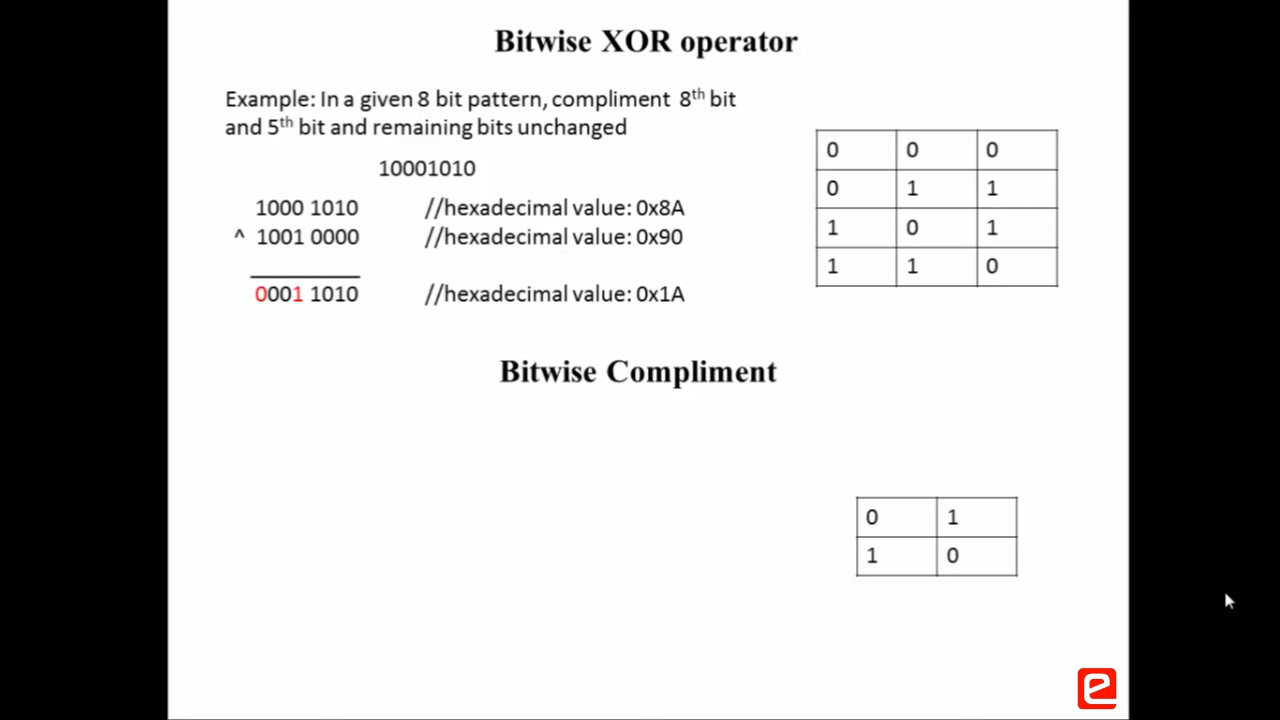 Bitwise XOR operator
Example: In a given 8 bit pattern, compliment 8th bit
and 5th bit and remaining bits unchanged
10001010
1000 1010 //hexadecimal value: 0x8A
^ 1001 0000 //hexadecimal value: 0x90
0001 1010 //hexadecimal value: 0x1A
0 0 0
0 1 1
1 0 1
1 1 0
Bitwise Compliment
0 1
1 0
e